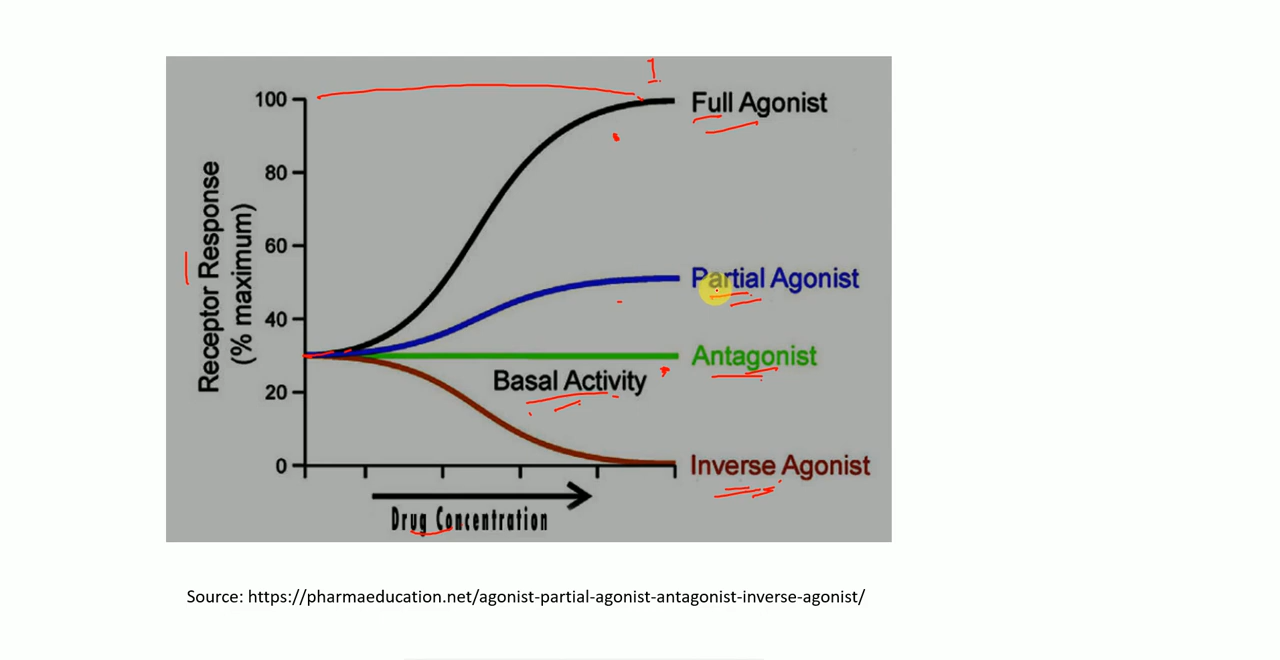 1
100
Full Agonist
80
Receptor Response
(% maximum)
60
Partial Agonist
40
Antagonist
Basal Activity
20
0
Inverse Agonist
Drug Concentration
Source: https://pharmaeducation.net/agonist-partial-agonist-antagonist-inverse-agonist/